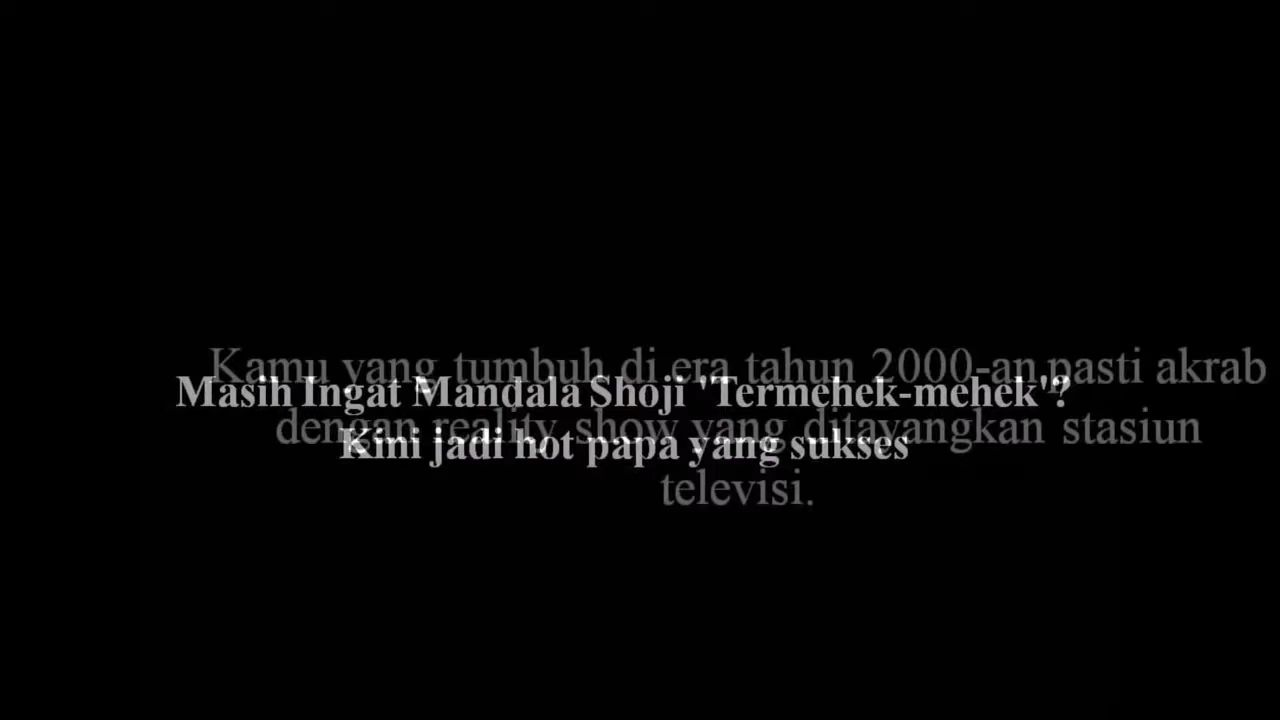 Masih Ingat Mandala Shoji 'Termehek-mehek'?
Kini jadi hot papa yang sukses
Kamu yang tumbuh di era tahun 2000-an pasti akrab
dengan reality show yang ditayangkan stasiun
televisi.